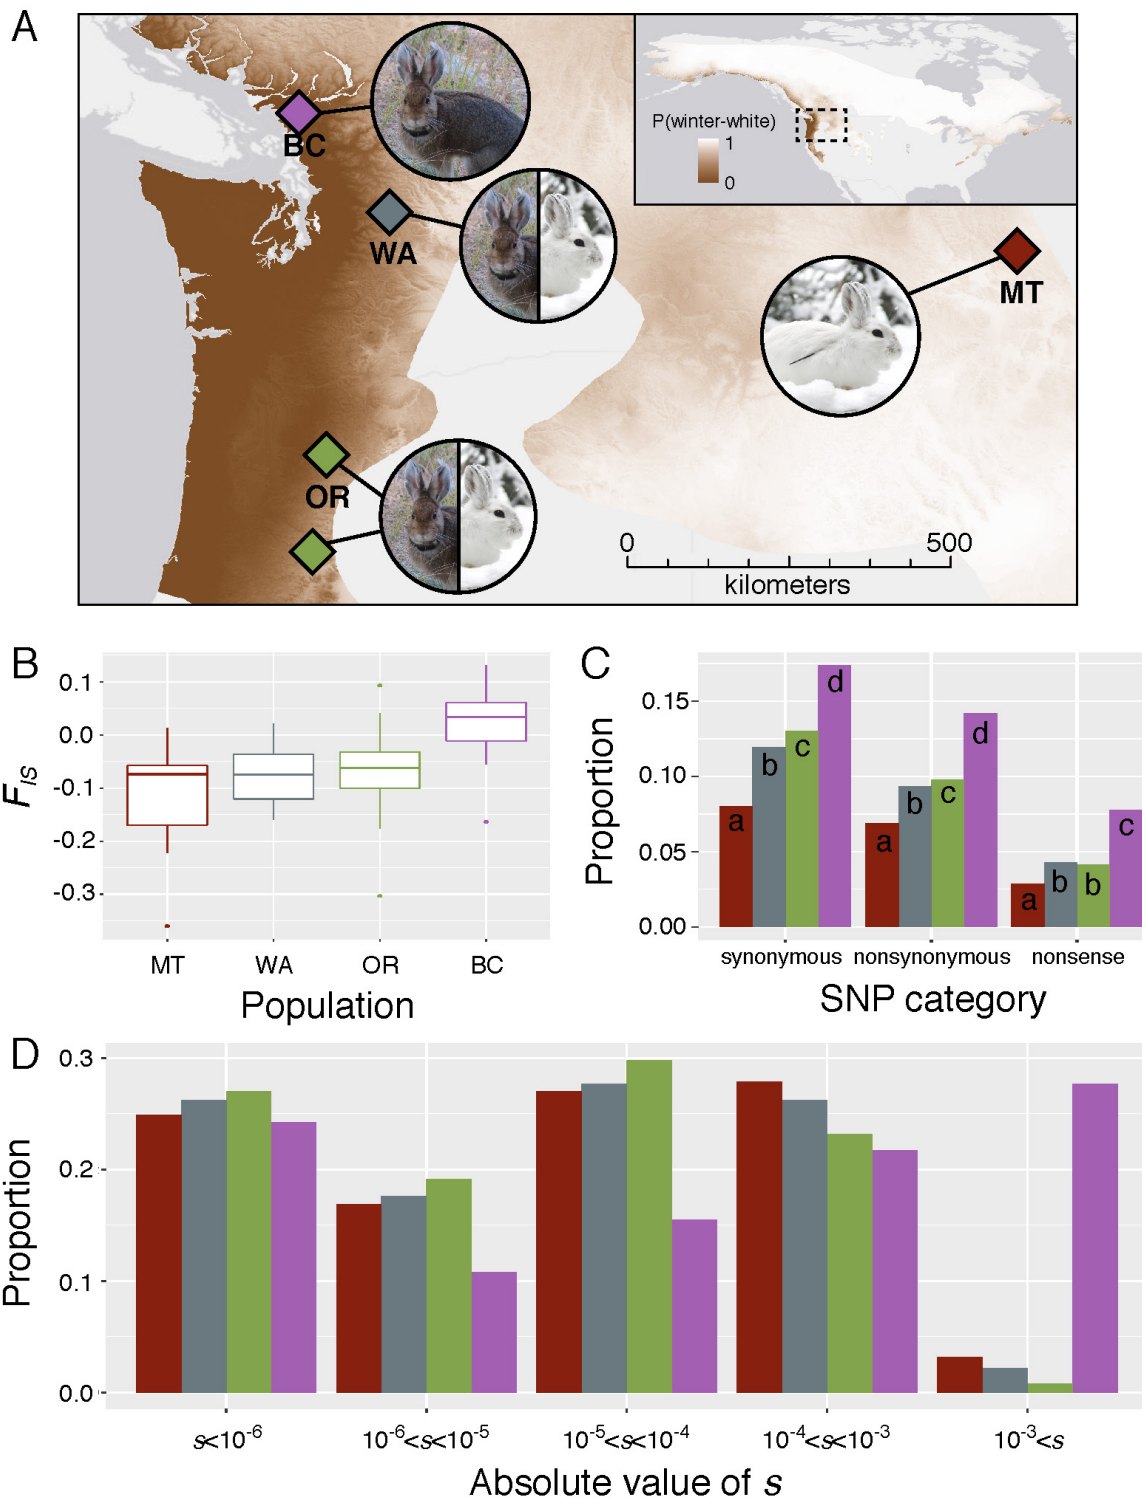 A
P(winter-white)
1
0
BC
WA
MT
OR
0 500
kilometers
B
0.1
0.0
-0.1
-0.2
-0.3
F_IS
MT WA OR BC
Population
C
0.15
0.10
0.05
0.00
Proportion
a b c d
a b c d
a b b c
synonymous nonsynonymous nonsense
SNP category
D
0.3
0.2
0.1
0.0
Proportion
s<10⁻⁶ 10⁻⁶<s<10⁻⁵ 10⁻⁵<s<10⁻⁴ 10⁻⁴<s<10⁻³ 10⁻³<s
Absolute value of s